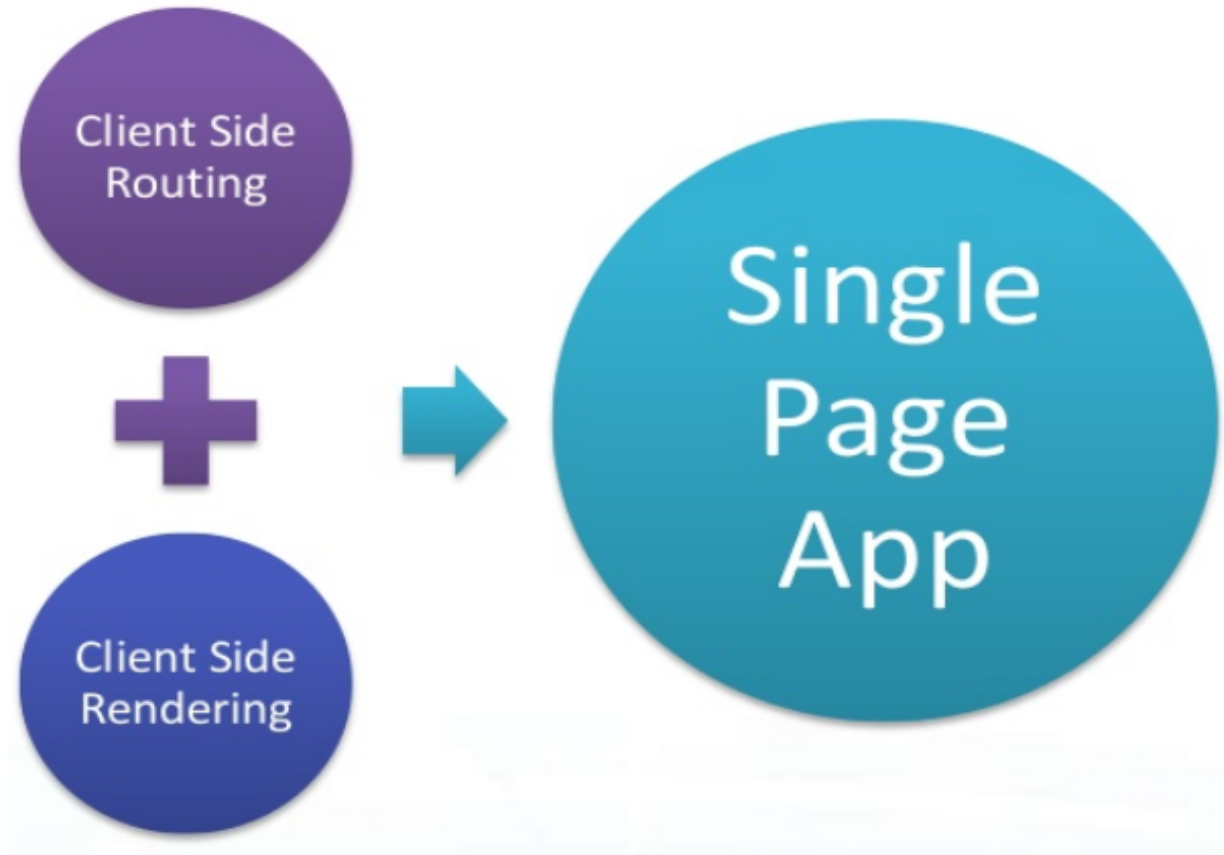 Client Side
Routing
Client Side
Rendering
Single
Page
App